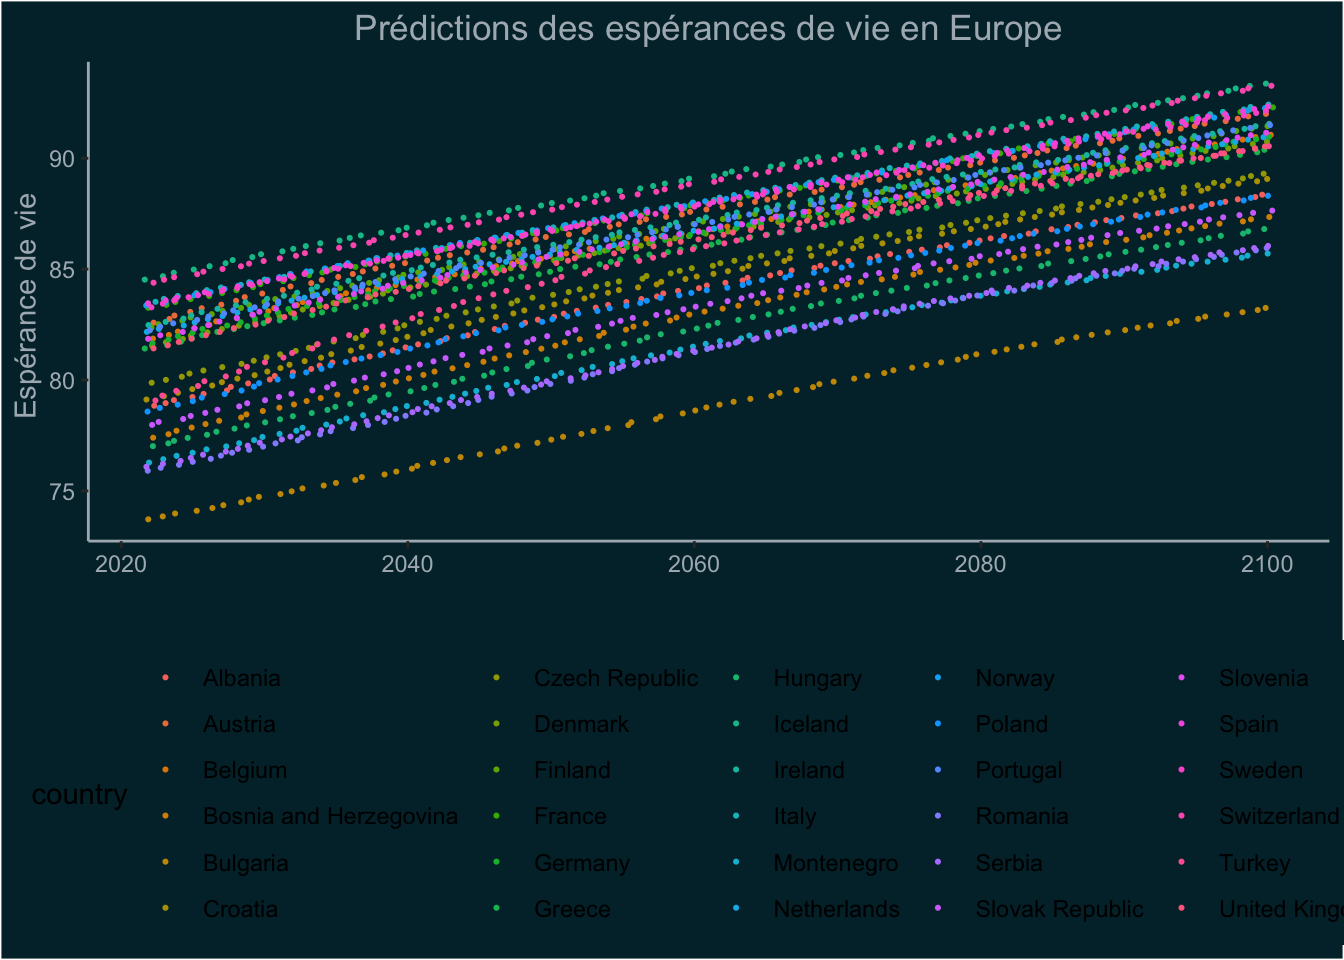 Prédictions des espérances de vie en Europe
Espérance de vie
90
85
80
75
2020 2040 2060 2080 2100
country
Albania Czech Republic Hungary Norway Slovenia
Austria Denmark Iceland Poland Spain
Belgium Finland Ireland Portugal Sweden
Bosnia and Herzegovina France Italy Romania Switzerland
Bulgaria Germany Montenegro Serbia Turkey
Croatia Greece Netherlands Slovak Republic United Kingd